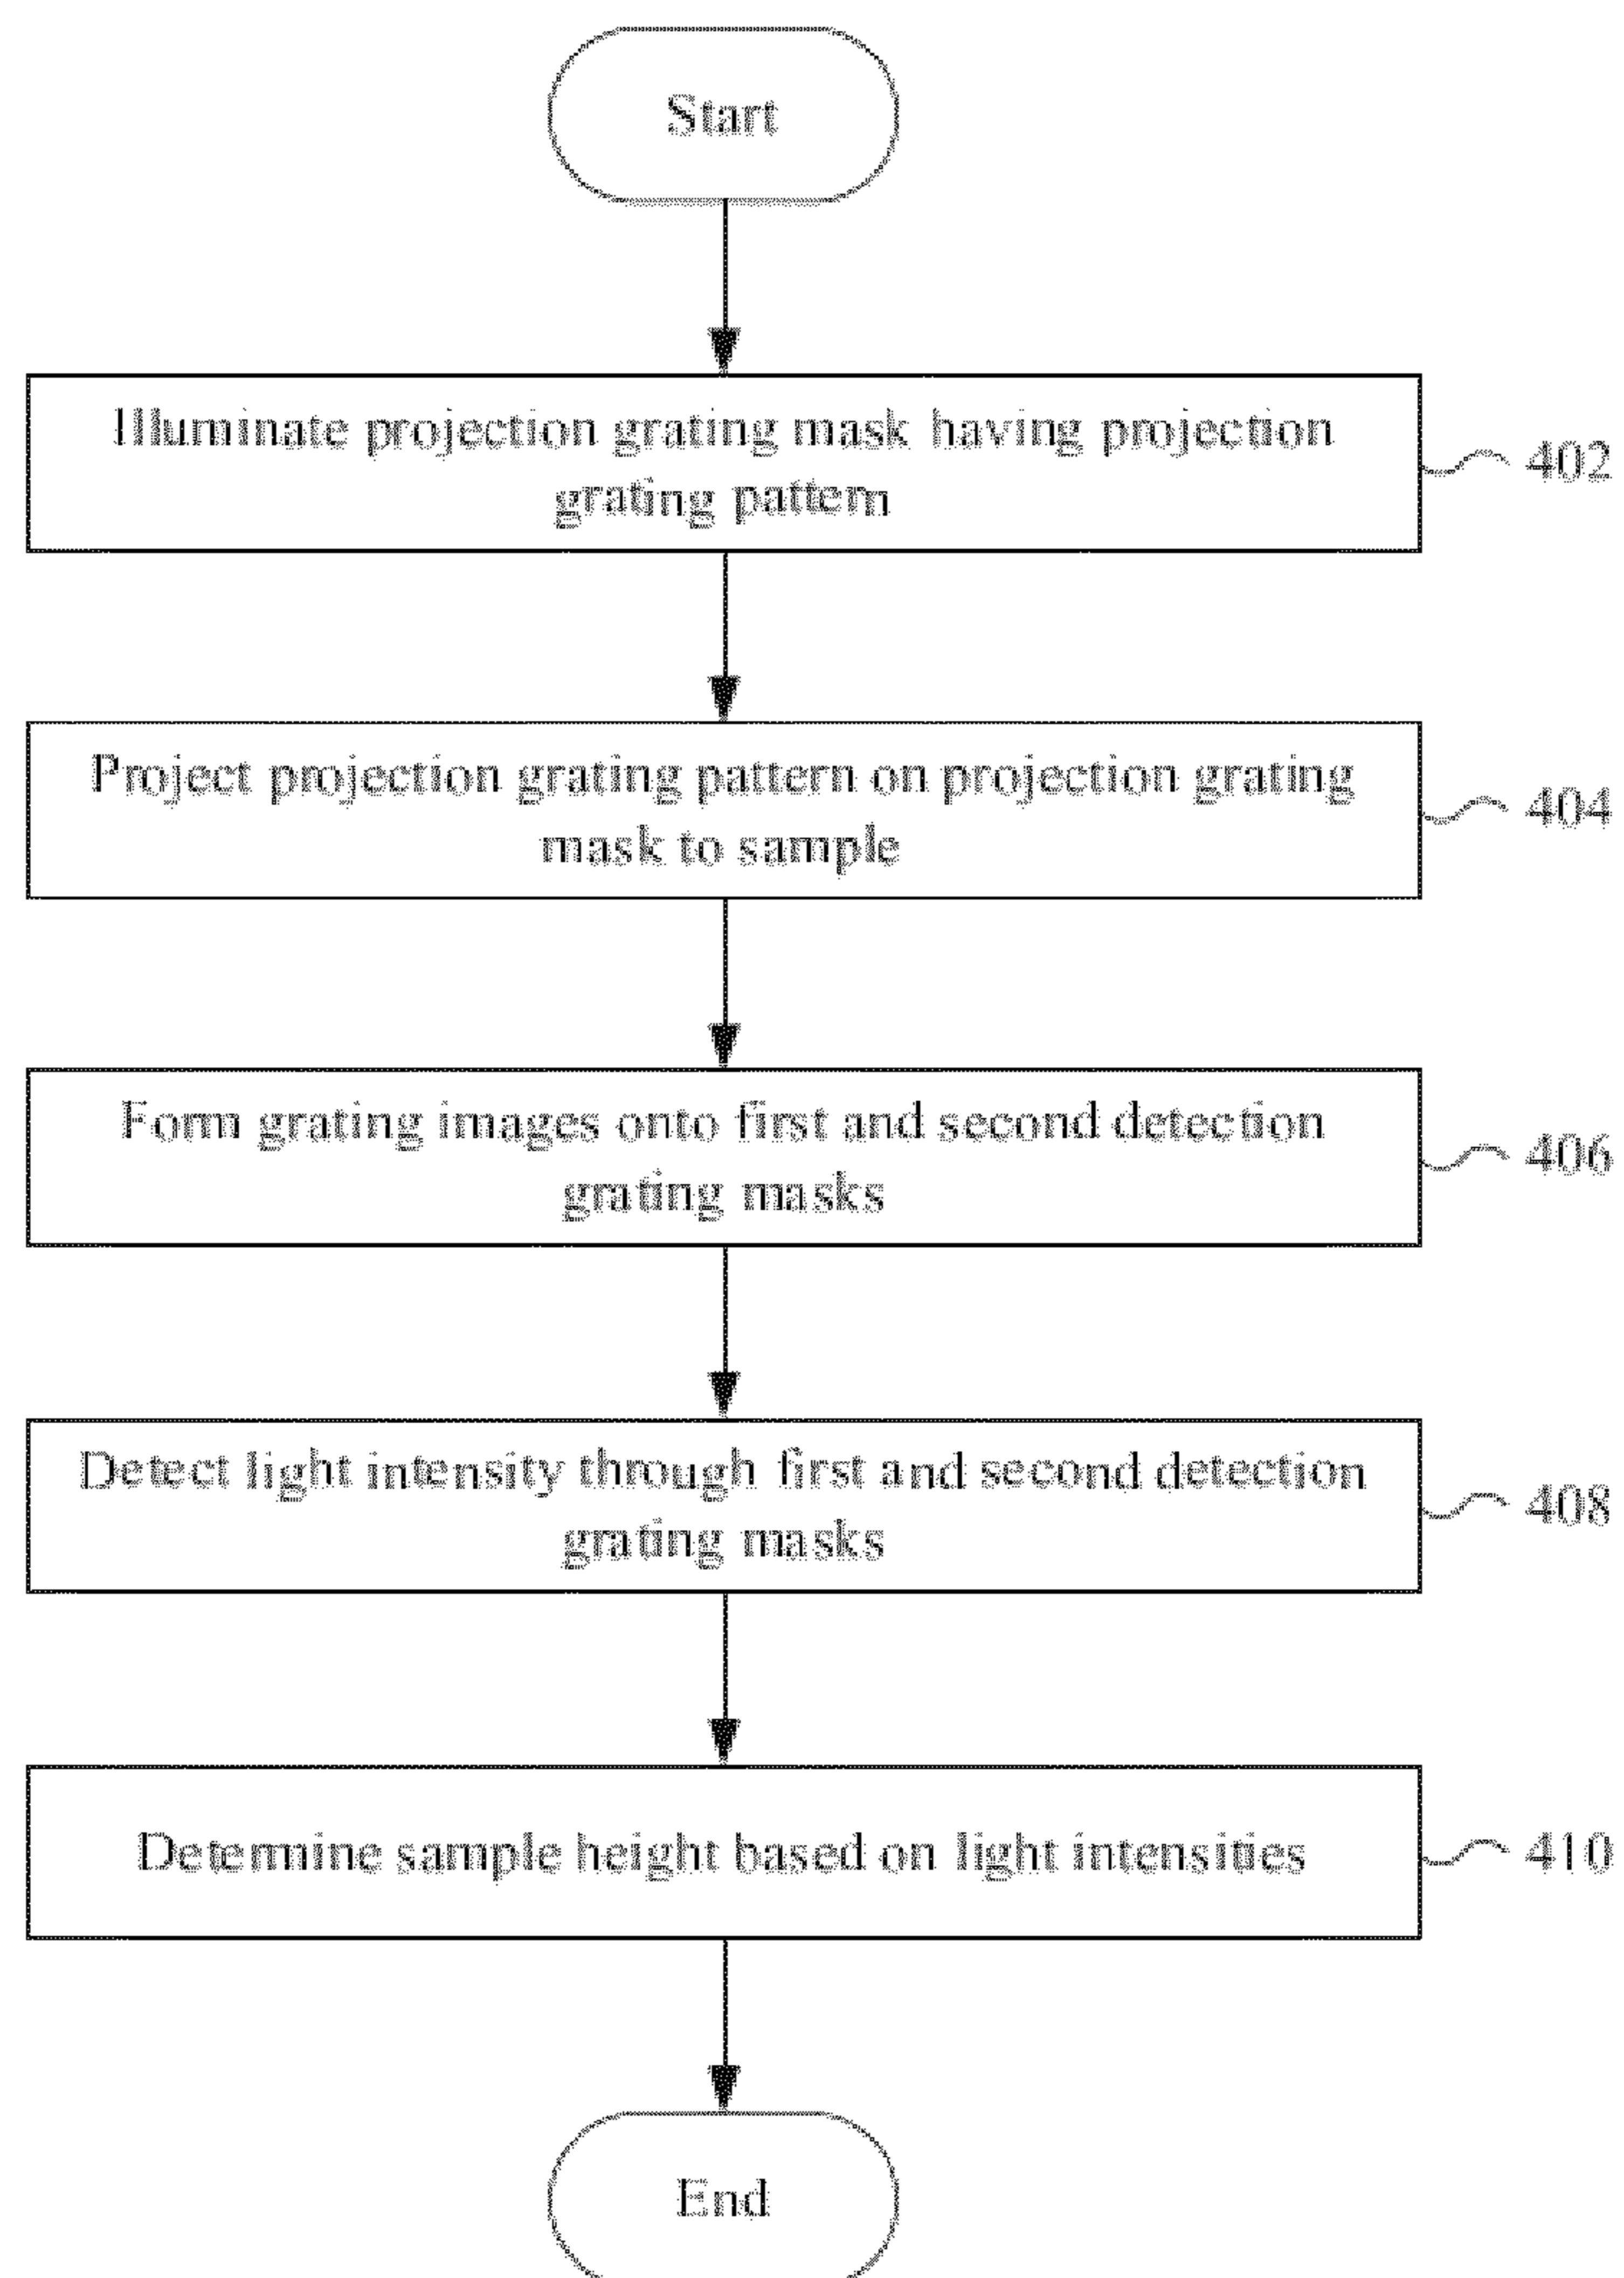 Start
Illuminate projection grating mask having projection
grating pattern
402
Project projection grating pattern on projection grating
mask to sample
404
Form grating images onto first and second detection
grating masks
406
Detect light intensity through first and second detection
grating masks
408
Determine sample height based on light intensities
410
End